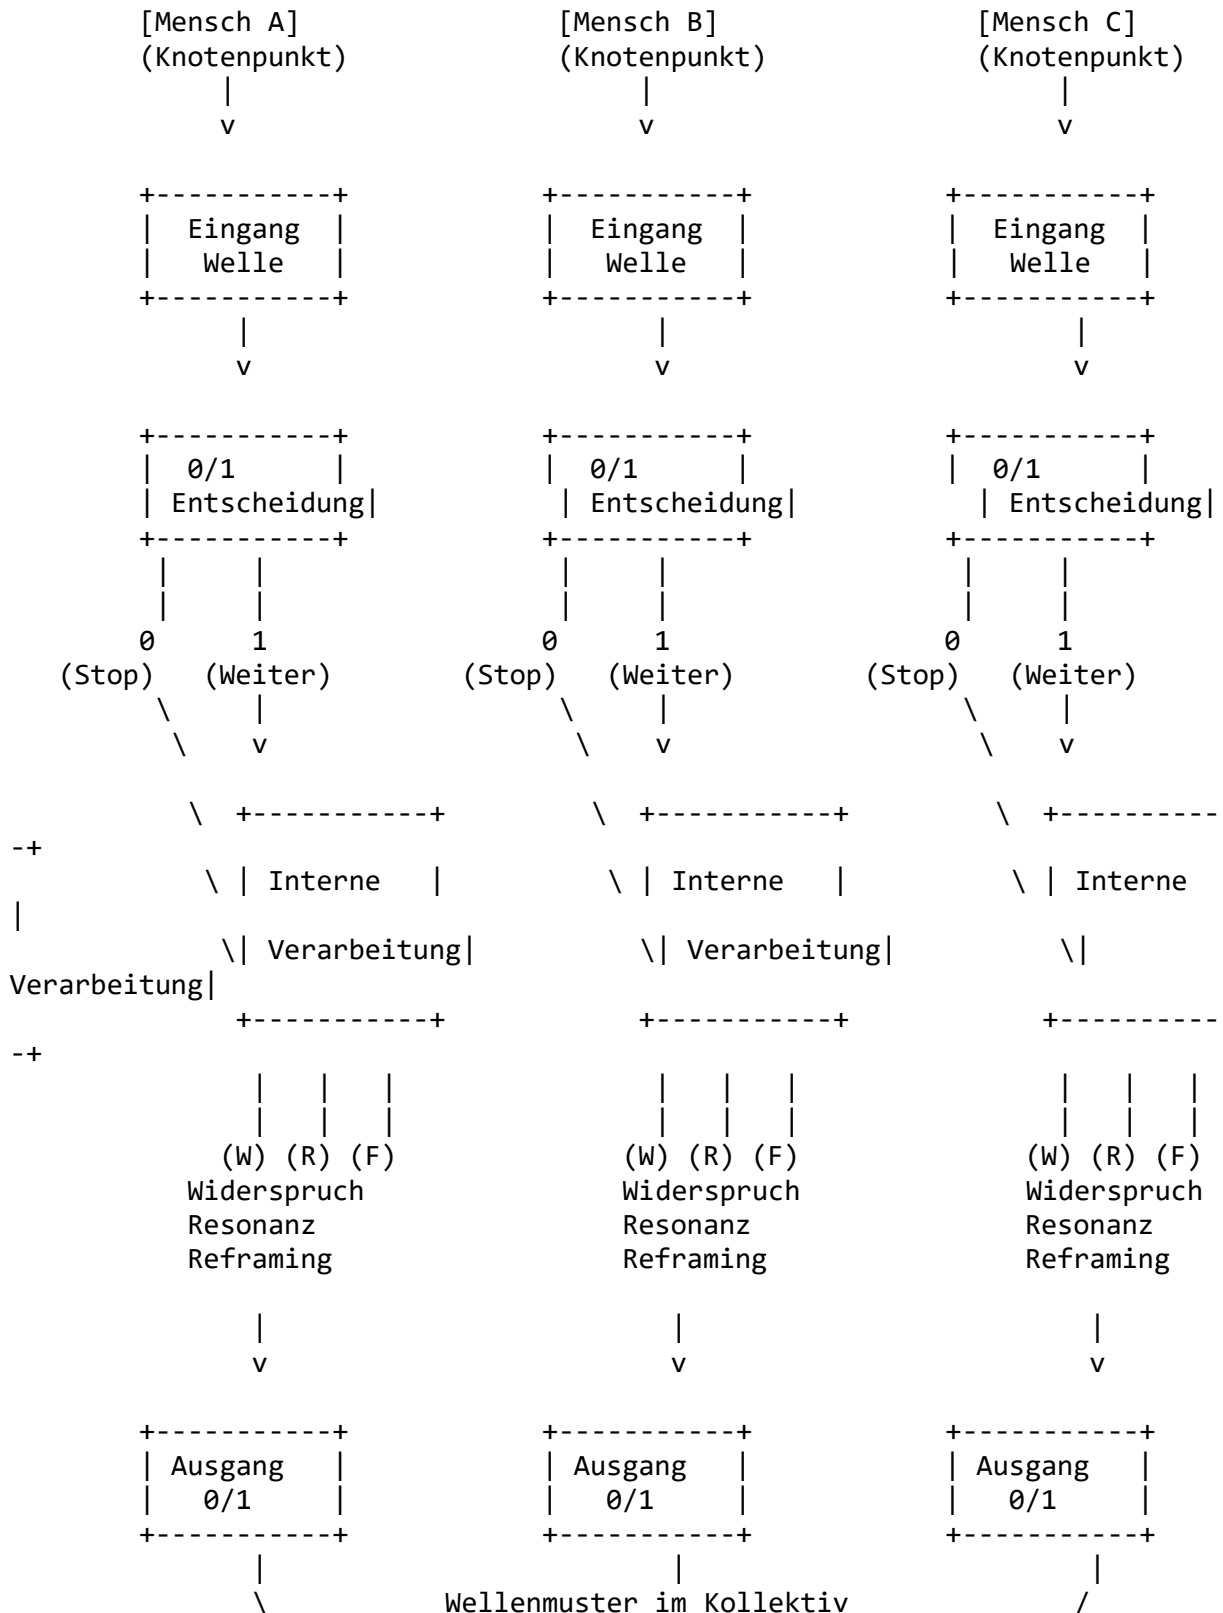 [Mensch A]             [Mensch B]                [Mensch C]
(Knotenpunkt)             (Knotenpunkt)             (Knotenpunkt)
     |                         |                         |
     v                         v                         v
+-----------+            +-----------+            +-----------+
|  Eingang  |            |  Eingang  |            |  Eingang  |
|   Welle   |            |   Welle   |            |   Welle   |
+-----------+            +-----------+            +-----------+
      |                         |                         |
      v                         v                         v
+-----------+            +-----------+            +-----------+
|  0/1      |            |  0/1      |            |  0/1      |
| Entscheidung|           | Entscheidung|           | Entscheidung|
+-----------+            +-----------+            +-----------+
 |     |                  |     |                  |     |
 |     |                  |     |                  |     |
0      1                 0      1                 0      1
(Stop)   (Weiter)        (Stop)   (Weiter)        (Stop)   (Weiter)
 \     |                  \     |                  \     |
  \    v                   \    v                   \    v
   \  +-----------+         \  +-----------+         \  +----------
-+
    \ | Interne   |          \ | Interne   |          \ | Interne
|
     \| Verarbeitung|          \| Verarbeitung|          \|
Verarbeitung|
      +-----------+            +-----------+            +----------
-+
       |   |   |                |   |   |                |   |   |
       |   |   |                |   |   |                |   |   |
     (W) (R) (F)              (W) (R) (F)              (W) (R) (F)
   Widerspruch                Widerspruch              Widerspruch
   Resonanz                   Resonanz                 Resonanz
   Reframing                  Reframing                Reframing
       |                         |                         |
       v                         v                         v
+-----------+            +-----------+            +-----------+
| Ausgang   |            | Ausgang   |            | Ausgang   |
|   0/1     |            |   0/1     |            |   0/1     |
+-----------+            +-----------+            +-----------+
       |                         |                         |
       \           Wellenmuster im Kollektiv              /